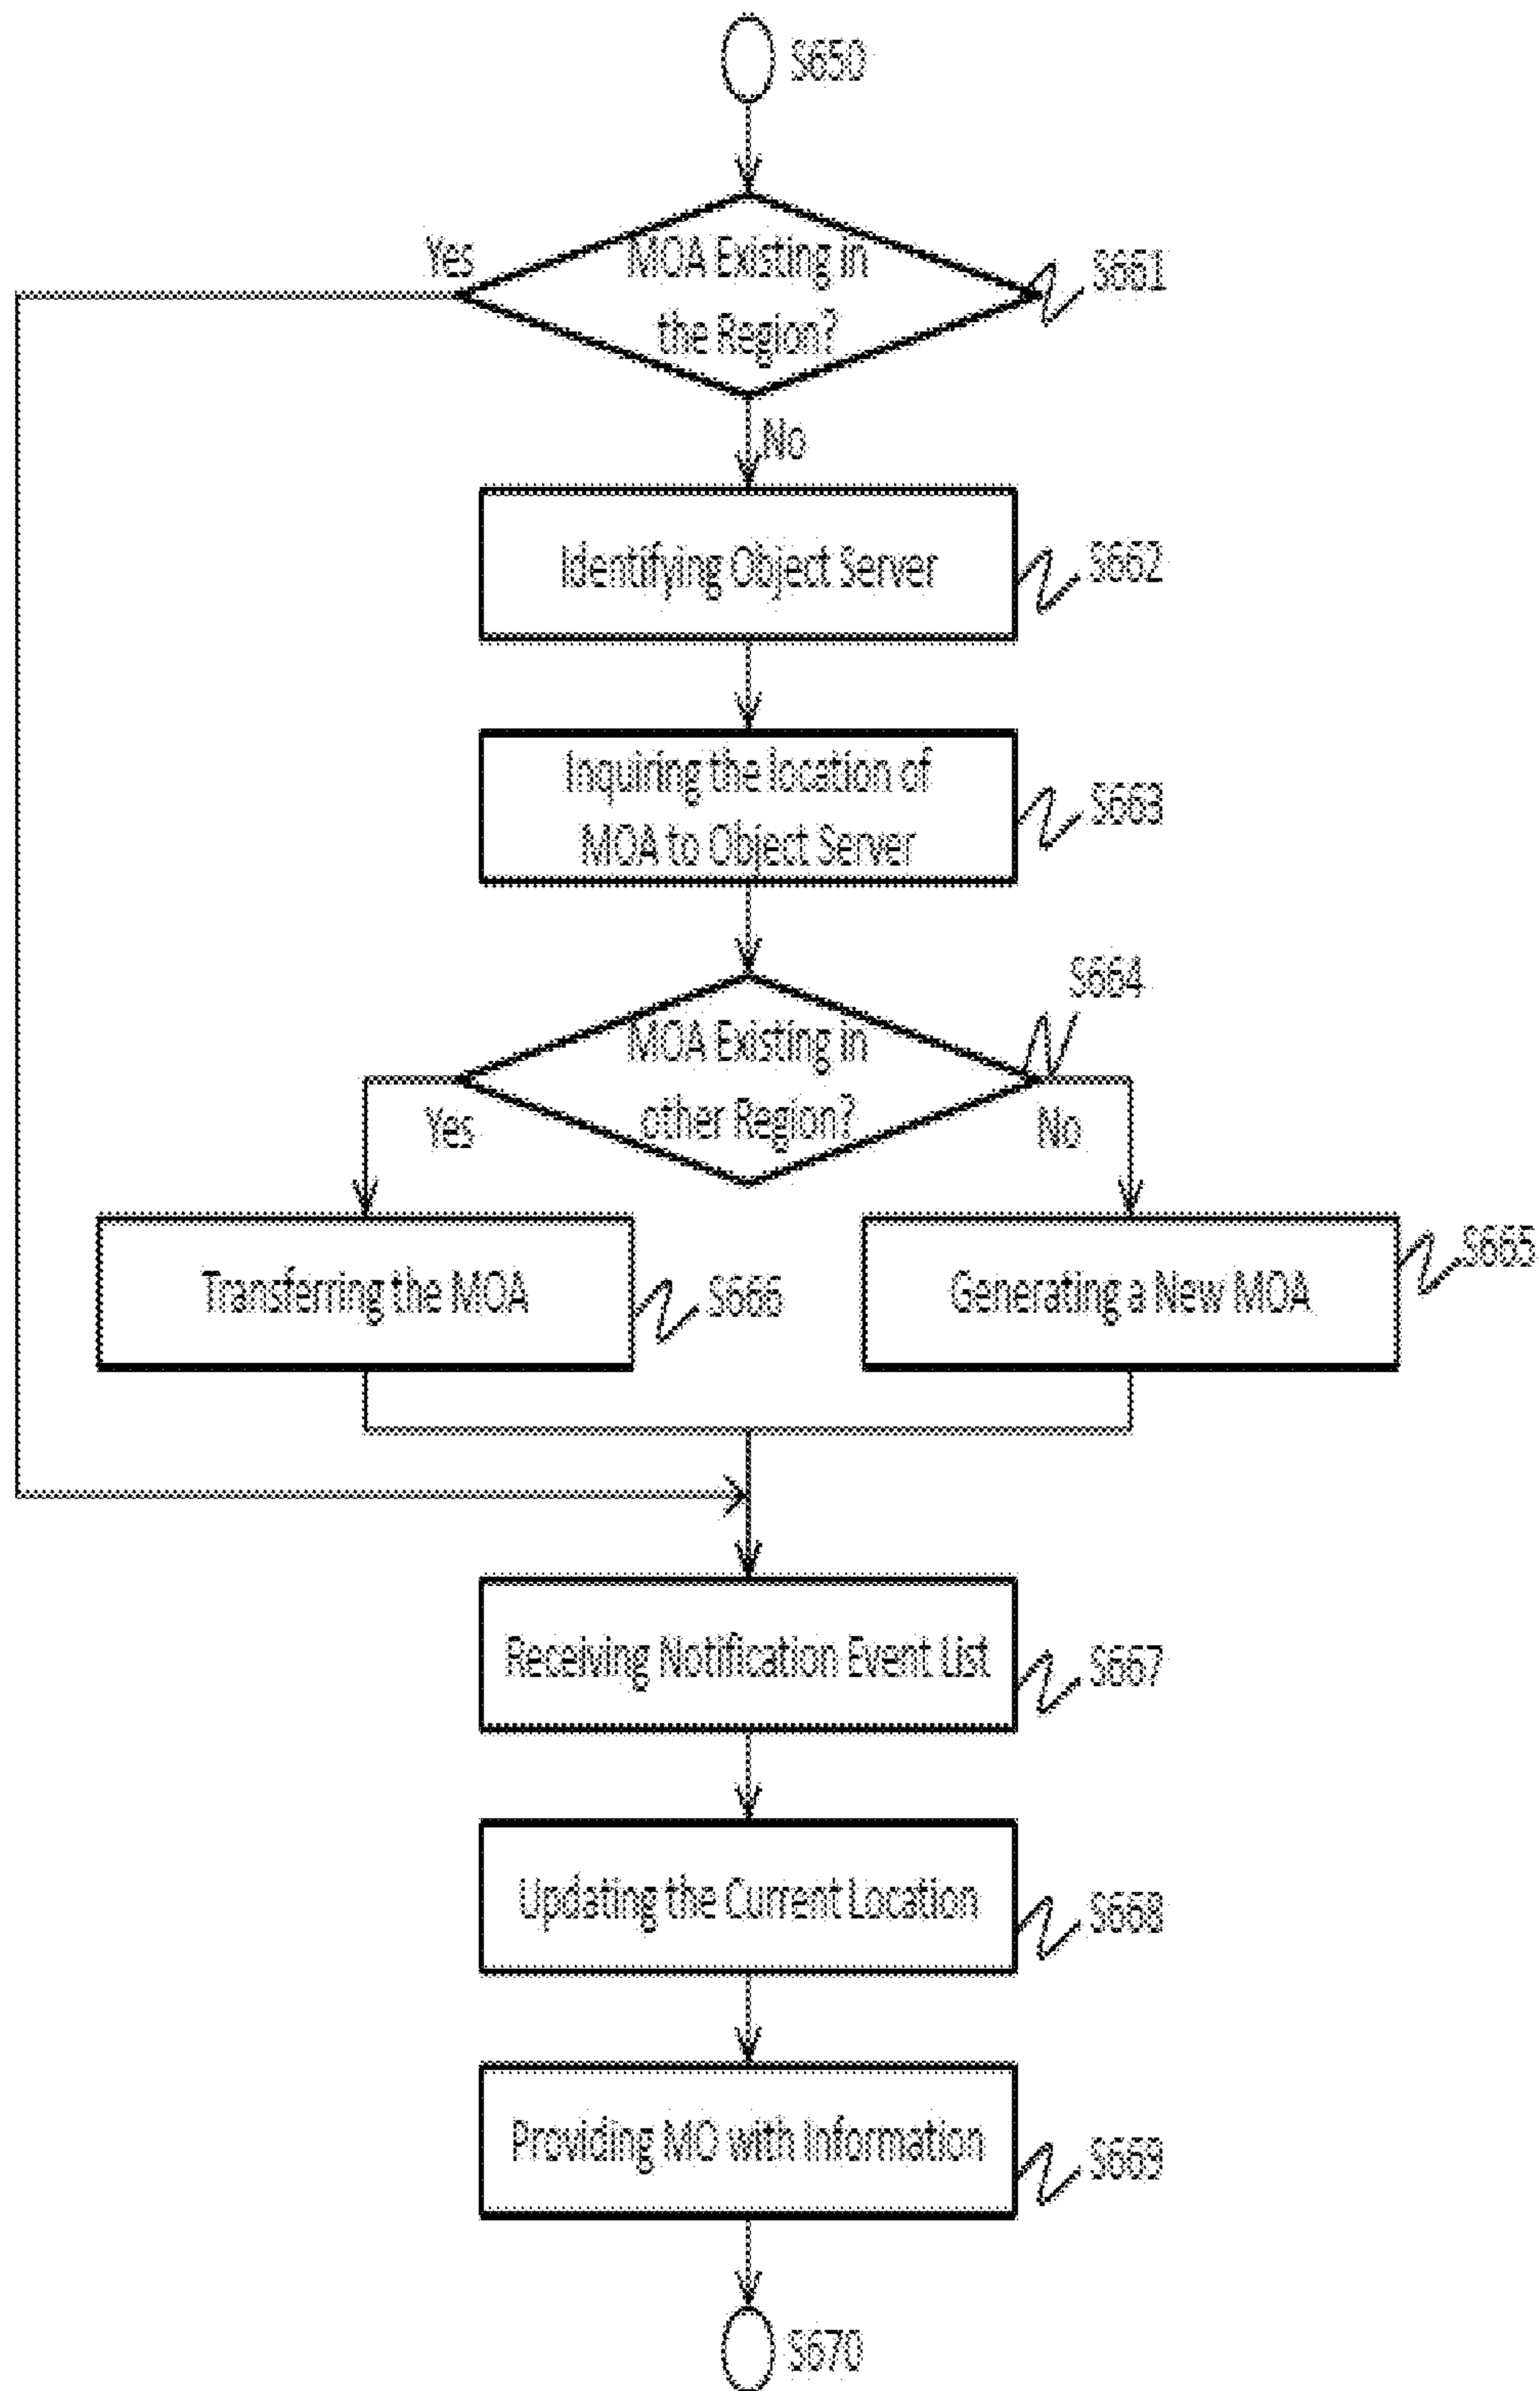 S650
Yes
MOA Existing in
the Region?
S661
No
Identifying Object Server
S662
Inquiring the location of
MOA to Object Server
S663
S664
MOA Existing in
other Region?
Yes
No
Transferring the MOA
S666
Generating a New MOA
S665
Receiving Notification Event List
S667
Updating the Current Location
S668
Providing MO with Information
S669
S670